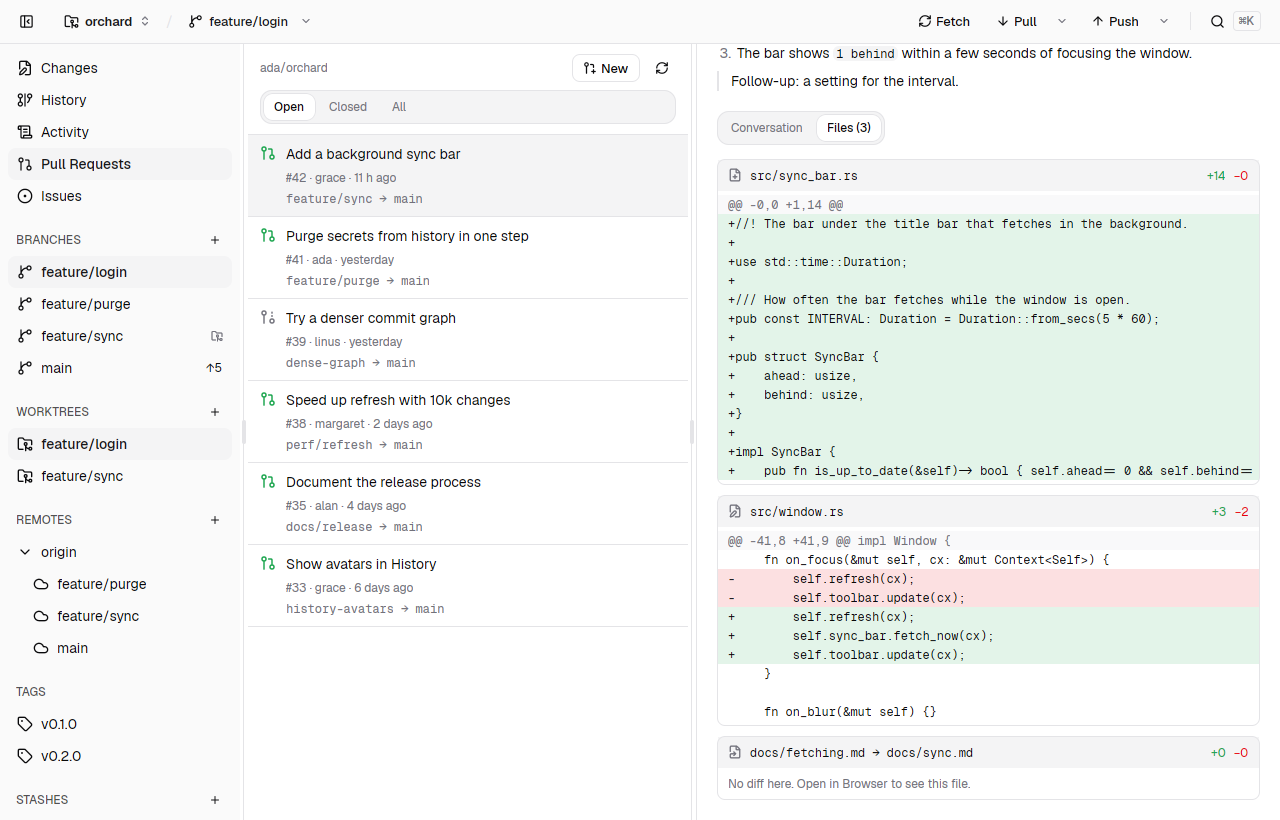 orchard / feature/login
Fetch Pull Push ⌘K
Changes
History
Activity
Pull Requests
Issues
BRANCHES +
feature/login
feature/purge
feature/sync
main ↑5
WORKTREES +
feature/login
feature/sync
REMOTES +
origin
feature/purge
feature/sync
main
TAGS
v0.1.0
v0.2.0
STASHES +
ada/orchard New
Open Closed All
Add a background sync bar
#42 · grace · 11 h ago
feature/sync → main
Purge secrets from history in one step
#41 · ada · yesterday
feature/purge → main
Try a denser commit graph
#39 · linus · yesterday
dense-graph → main
Speed up refresh with 10k changes
#38 · margaret · 2 days ago
perf/refresh → main
Document the release process
#35 · alan · 4 days ago
docs/release → main
Show avatars in History
#33 · grace · 6 days ago
history-avatars → main
3. The bar shows 1 behind within a few seconds of focusing the window.
Follow-up: a setting for the interval.
Conversation Files (3)
src/sync_bar.rs +14 −0
@@ -0,0 +1,14 @@
+//! The bar under the title bar that fetches in the background.
+
+use std::time::Duration;
+
+/// How often the bar fetches while the window is open.
+pub const INTERVAL: Duration = Duration::from_secs(5 * 60);
+
+pub struct SyncBar {
+    ahead: usize,
+    behind: usize,
+}
+
+impl SyncBar {
+    pub fn is_up_to_date(&self) -> bool { self.ahead == 0 && self.behind ==
src/window.rs +3 −2
@@ -41,8 +41,9 @@ impl Window {
    fn on_focus(&mut self, cx: &mut Context<Self>) {
-        self.refresh(cx);
-        self.toolbar.update(cx);
+        self.refresh(cx);
+        self.sync_bar.fetch_now(cx);
+        self.toolbar.update(cx);
    }
    fn on_blur(&mut self) {}
docs/fetching.md → docs/sync.md +0 −0
No diff here. Open in Browser to see this file.